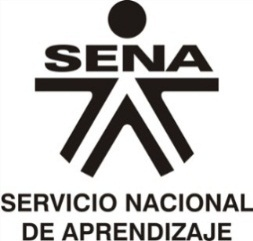 SENA
SERVICIO NACIONAL
DE APRENDIZAJE